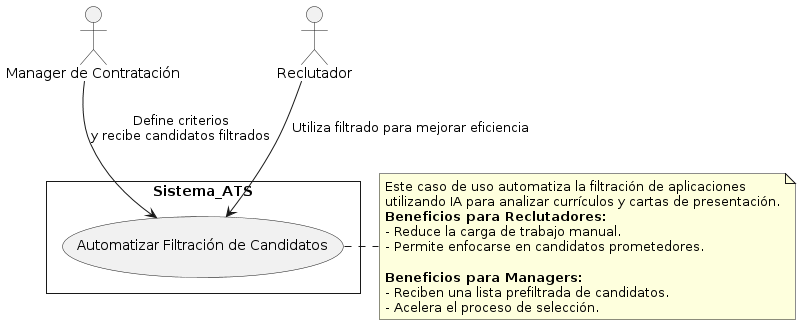 Manager de Contratación
Reclutador
Define criterios
y recibe candidatos filtrados
Utiliza filtrado para mejorar eficiencia
Sistema_ATS
Automatizar Filtración de Candidatos
Este caso de uso automatiza la filtración de aplicaciones
utilizando IA para analizar currículos y cartas de presentación.
Beneficios para Reclutadores:
- Reduce la carga de trabajo manual.
- Permite enfocarse en candidatos prometedores.
Beneficios para Managers:
- Reciben una lista prefiltrada de candidatos.
- Acelera el proceso de selección.